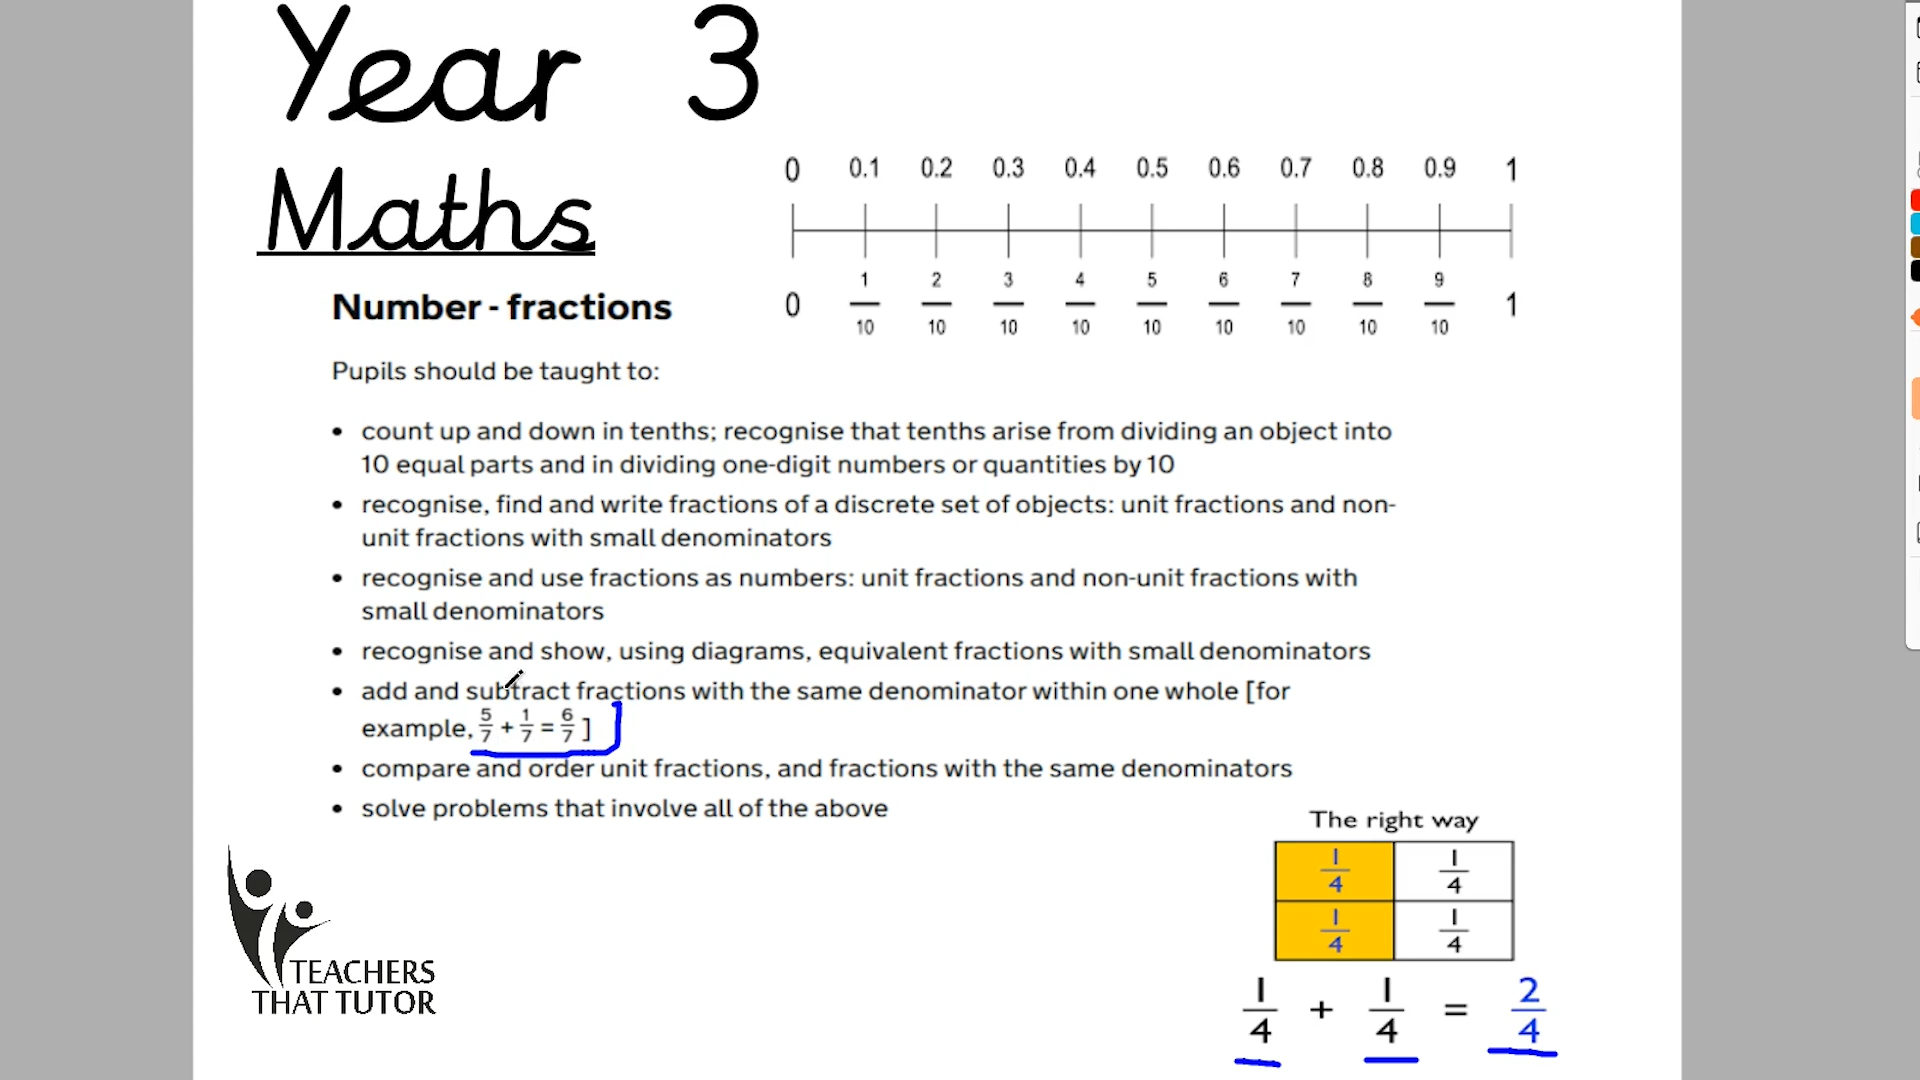 Year 3
Maths
0 0.1 0.2 0.3 0.4 0.5 0.6 0.7 0.8 0.9 1
0 1/10 2/10 3/10 4/10 5/10 6/10 7/10 8/10 9/10 1
Number - fractions
Pupils should be taught to:
• count up and down in tenths; recognise that tenths arise from dividing an object into
10 equal parts and in dividing one-digit numbers or quantities by 10
• recognise, find and write fractions of a discrete set of objects: unit fractions and non-
unit fractions with small denominators
• recognise and use fractions as numbers: unit fractions and non-unit fractions with
small denominators
• recognise and show, using diagrams, equivalent fractions with small denominators
• add and subtract fractions with the same denominator within one whole [for
example, 5/7 + 1/7 = 6/7 ]
• compare and order unit fractions, and fractions with the same denominators
• solve problems that involve all of the above
The right way
1/4 1/4
1/4 1/4
1/4 + 1/4 = 2/4
TEACHERS
THAT TUTOR